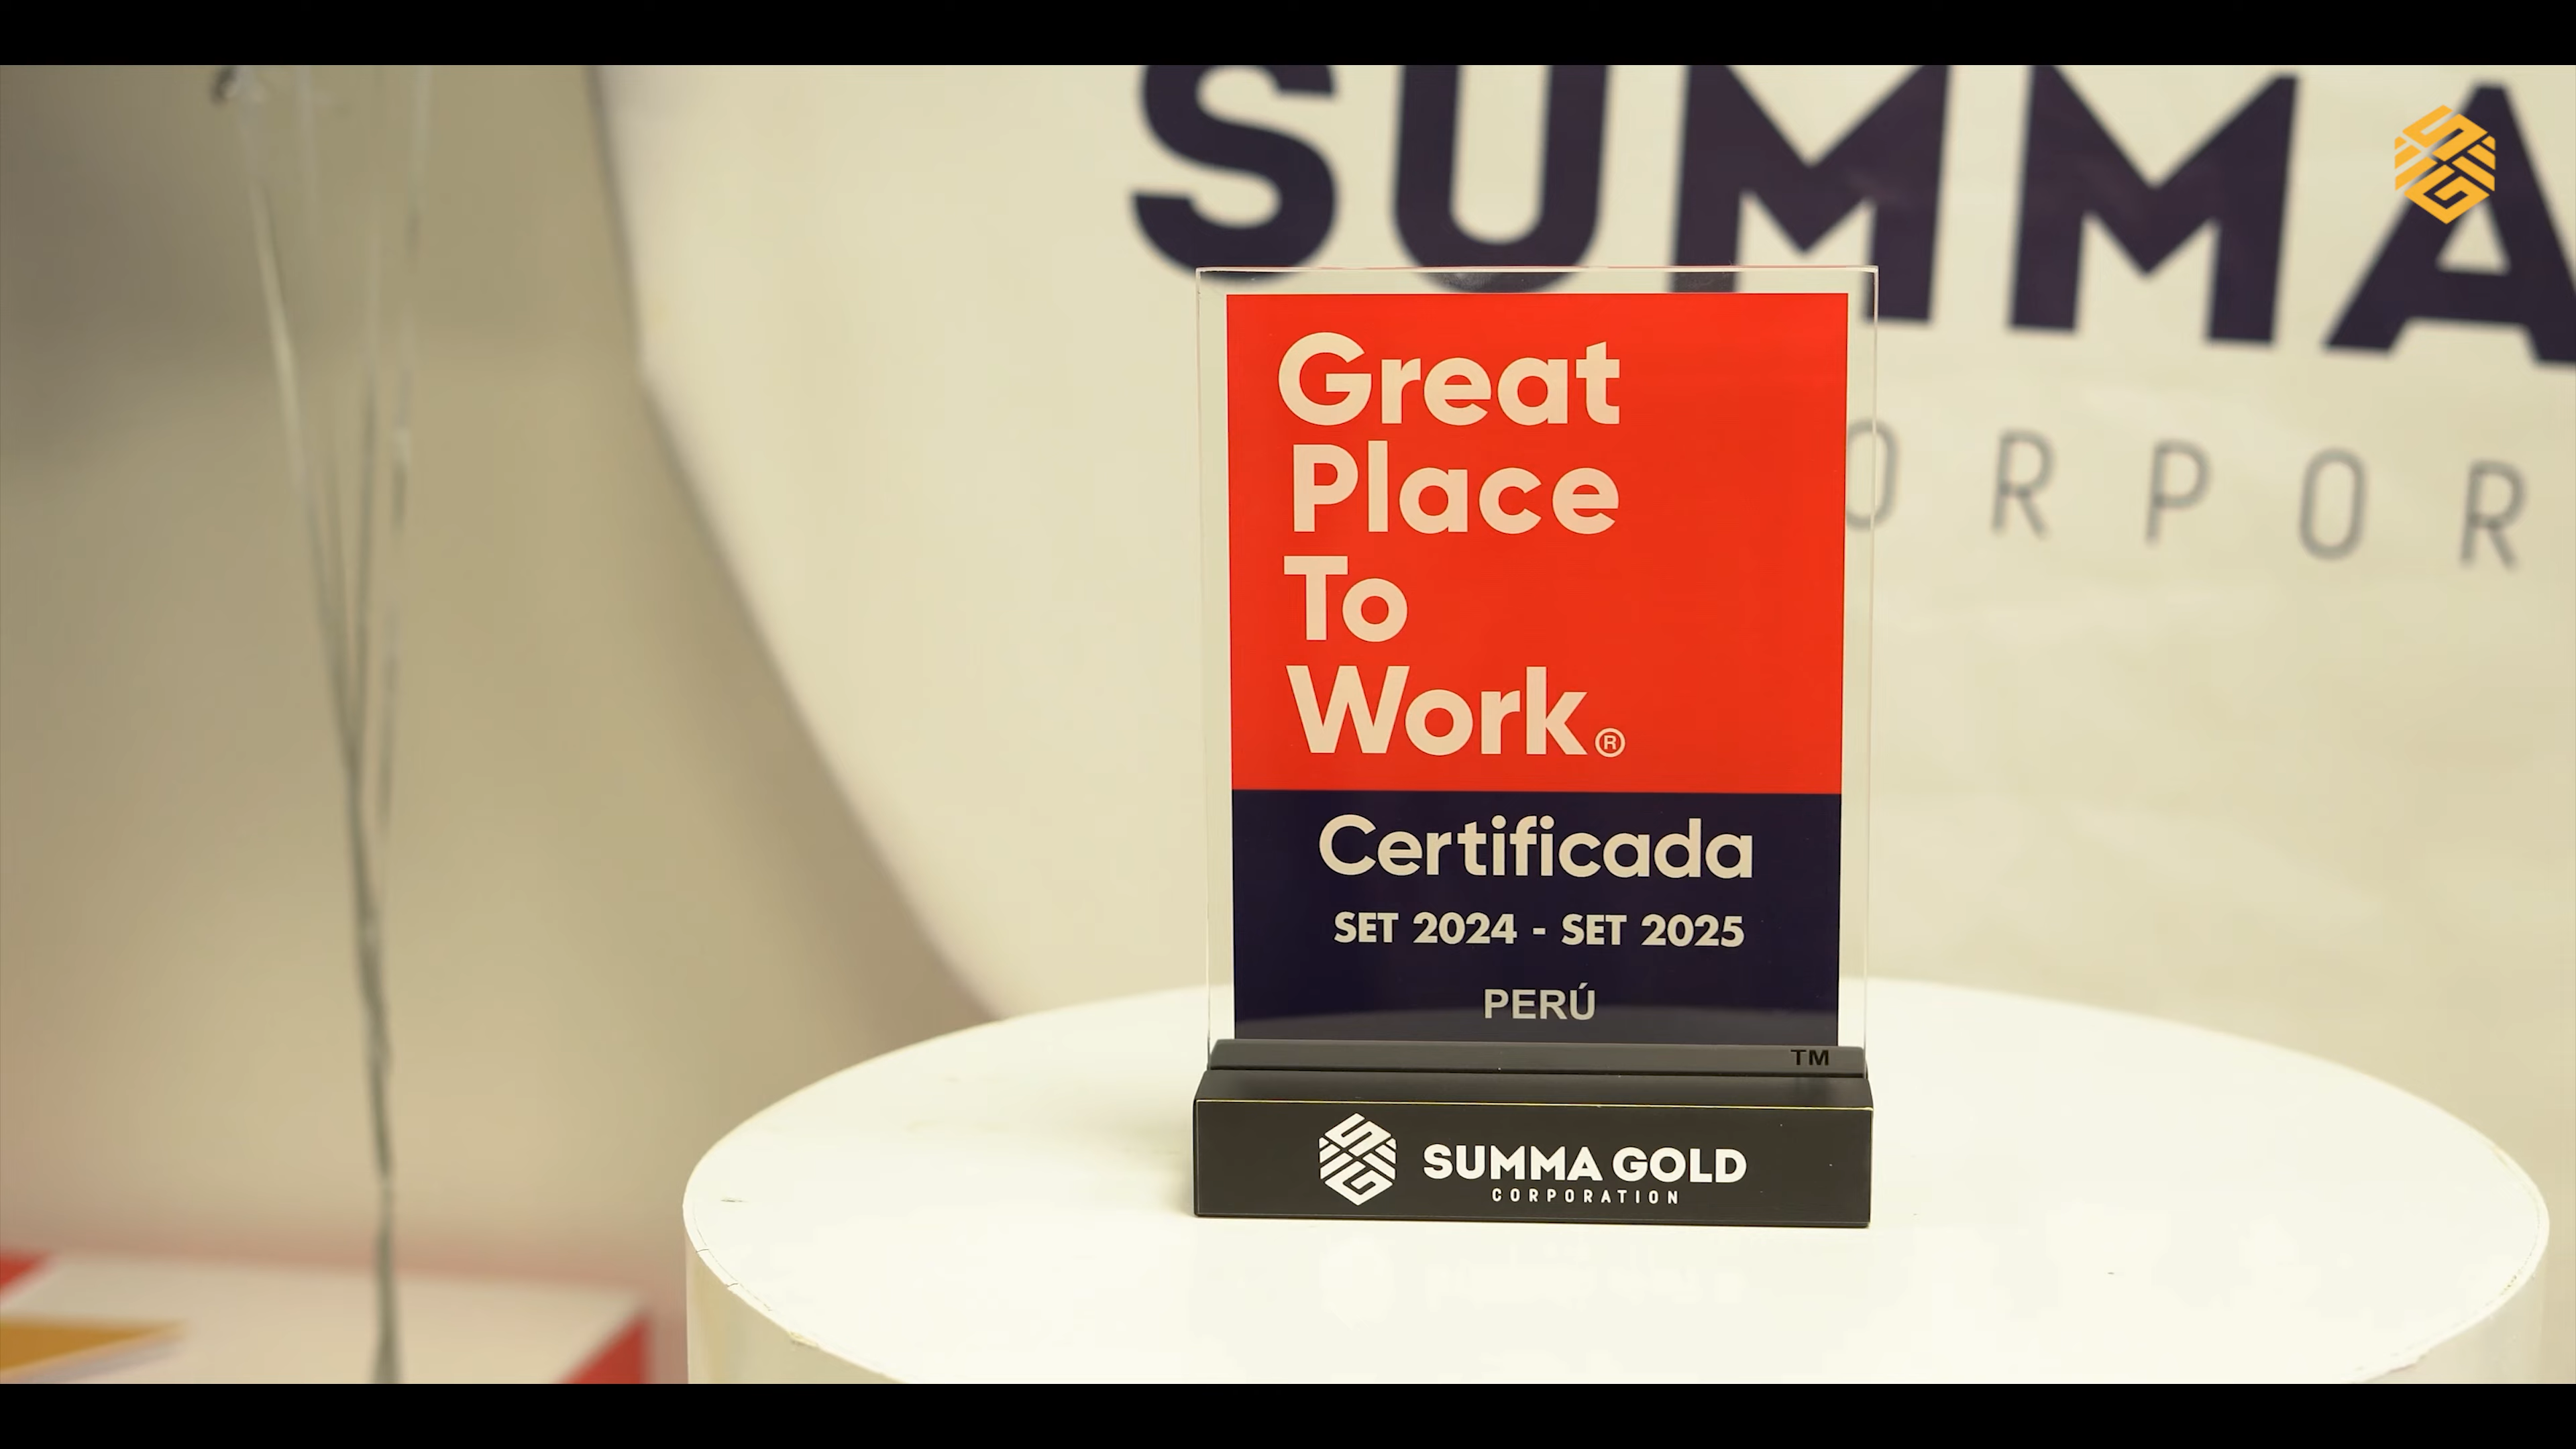 SUMMA
ORPOR
Great
Place
To
Work®
Certificada
SET 2024 - SET 2025
PERÚ
TM
SUMMA GOLD
CORPORATION